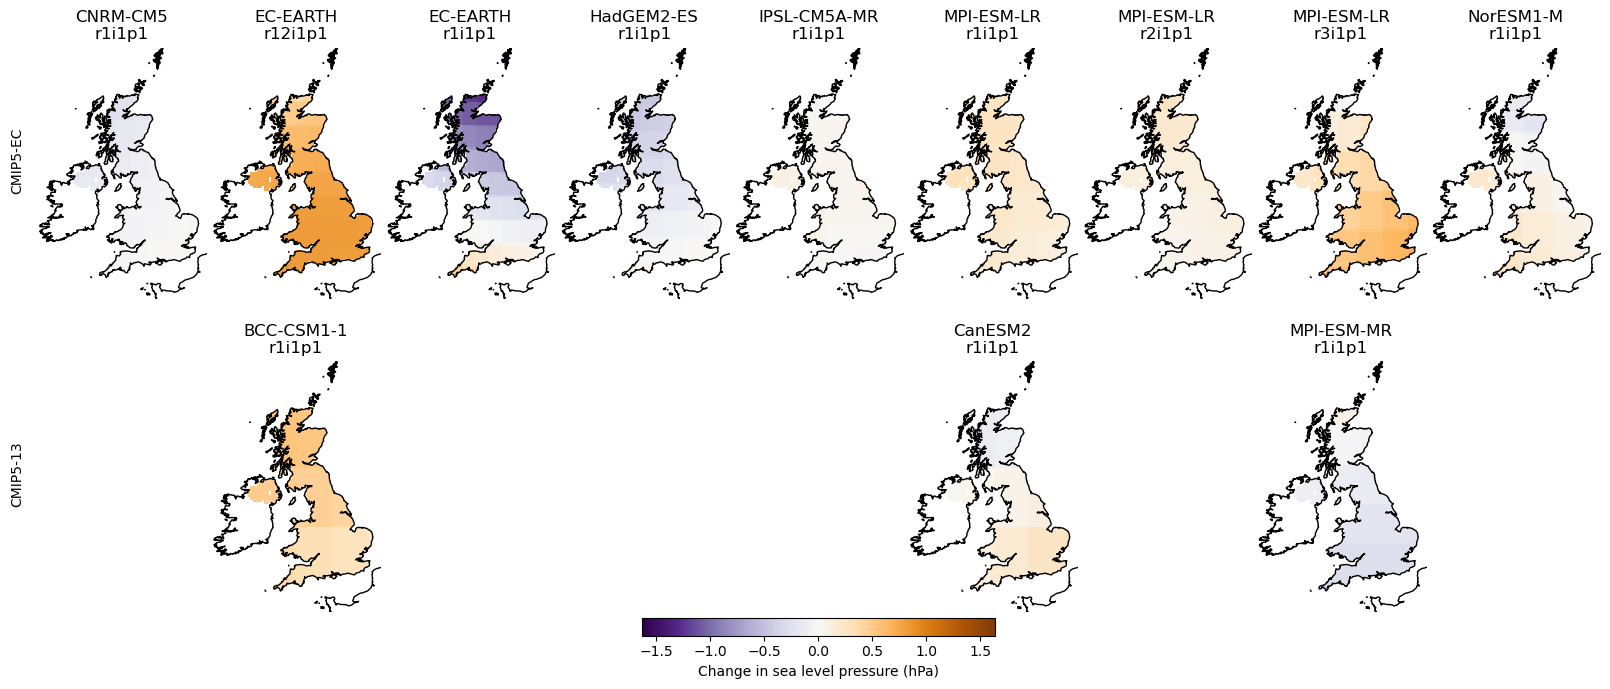 CNRM-CM5
r1i1p1
EC-EARTH
r12i1p1
EC-EARTH
r1i1p1
HadGEM2-ES
r1i1p1
IPSL-CM5A-MR
r1i1p1
MPI-ESM-LR
r1i1p1
MPI-ESM-LR
r2i1p1
MPI-ESM-LR
r3i1p1
NorESM1-M
r1i1p1
CMIP5-EC
BCC-CSM1-1
r1i1p1
CanESM2
r1i1p1
MPI-ESM-MR
r1i1p1
CMIP5-13
−1.5 −1.0 −0.5 0.0 0.5 1.0 1.5
Change in sea level pressure (hPa)